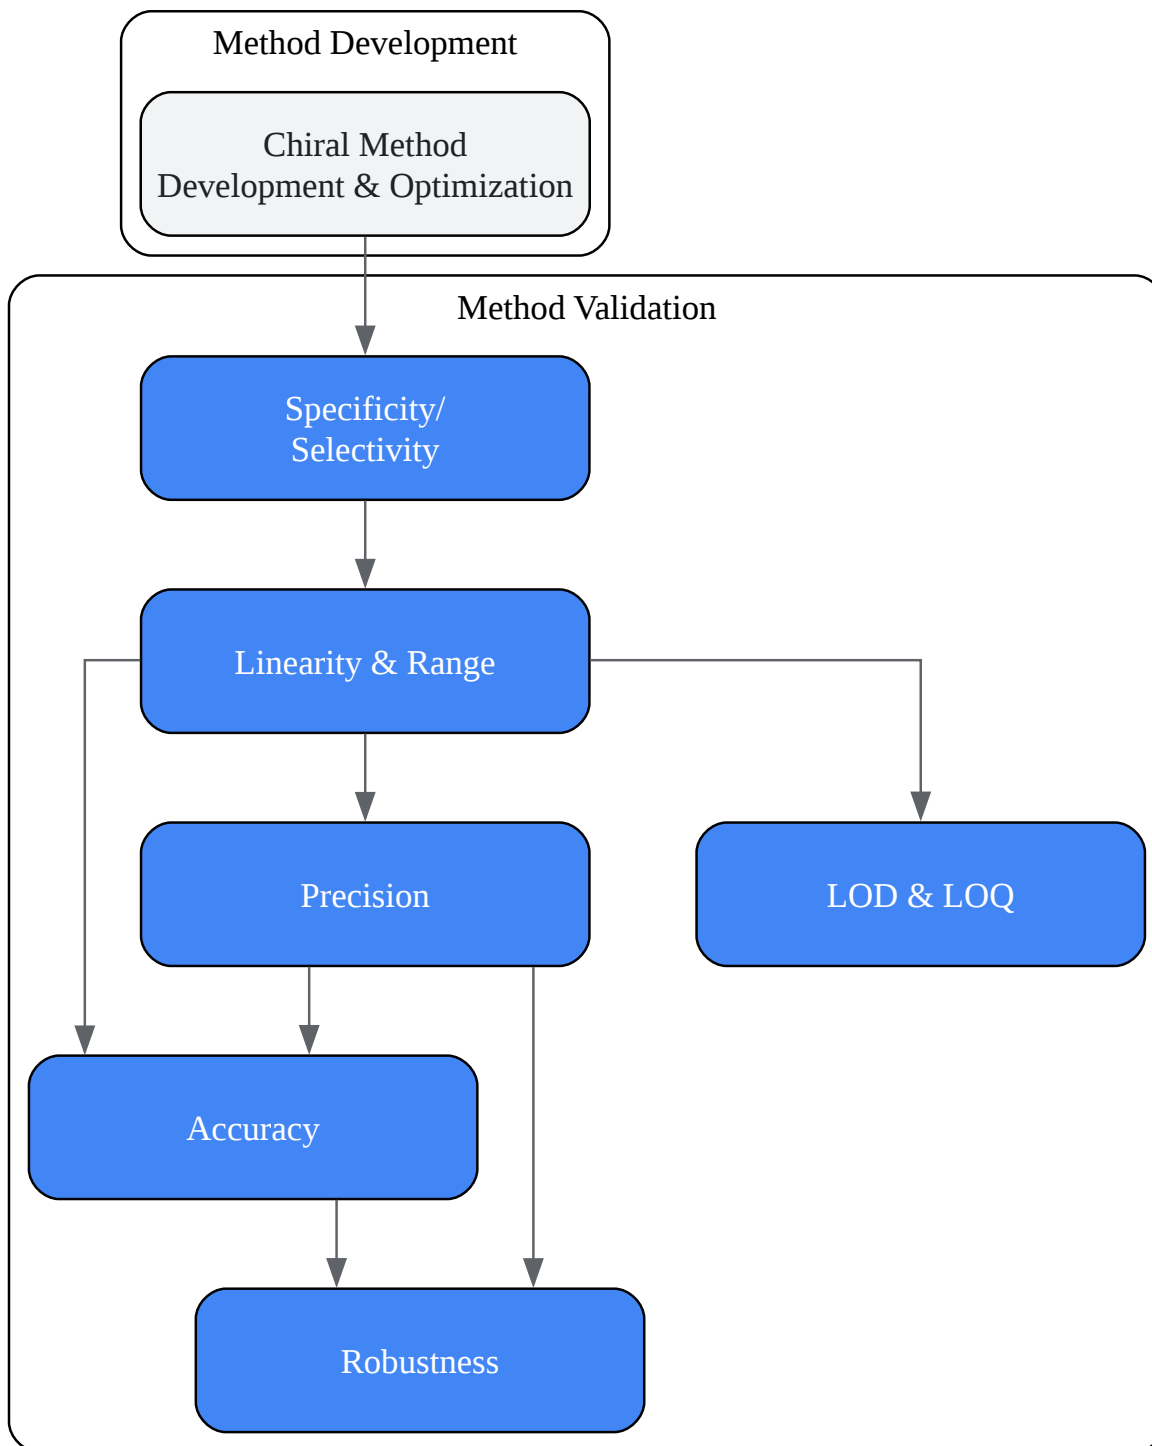 Method Development
Chiral Method
Development & Optimization
Method Validation
Specificity/
Selectivity
Linearity & Range
Precision
LOD & LOQ
Accuracy
Robustness